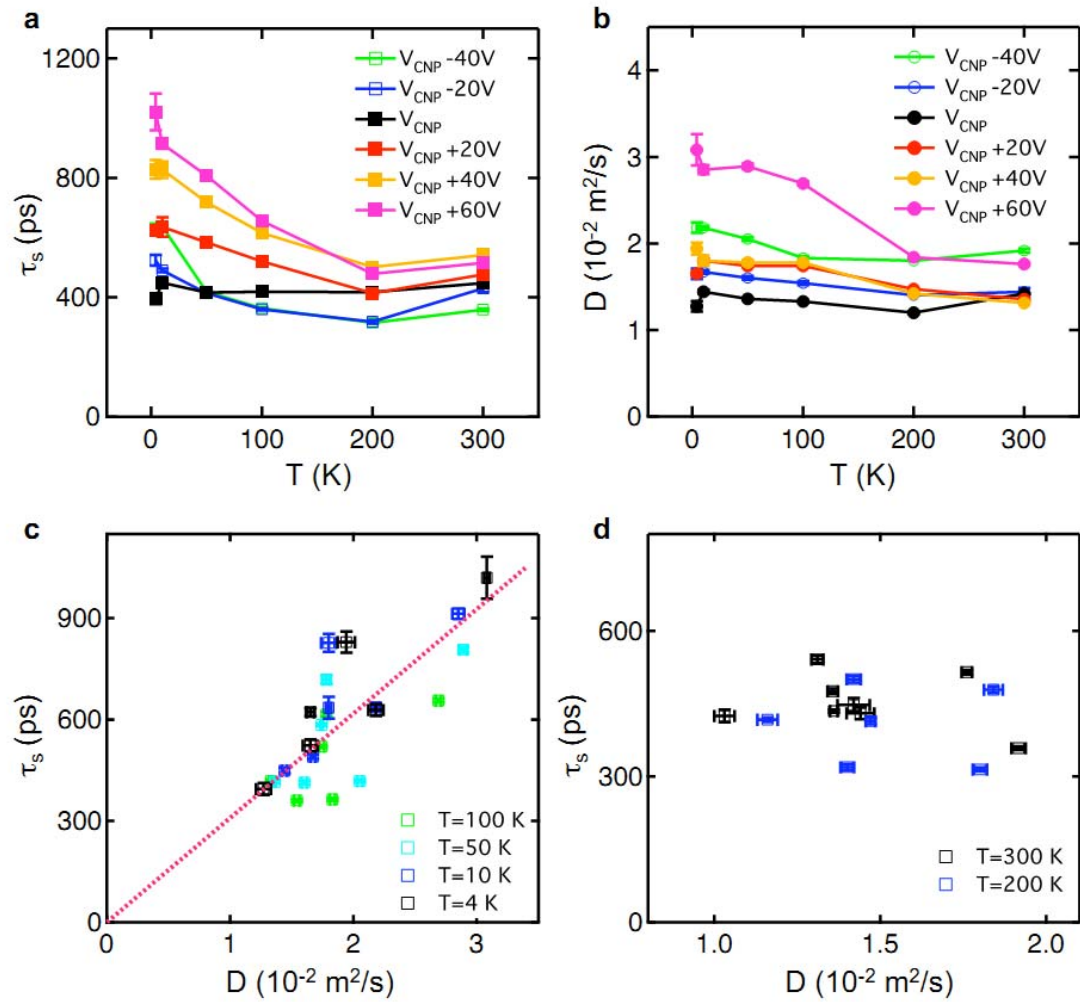 a
1200
800
400
0
τs (ps)
0 100 200 300
T (K)
VCNP -40V
VCNP -20V
VCNP
VCNP +20V
VCNP +40V
VCNP +60V
b
4
3
2
1
0
D (10-2 m2/s)
0 100 200 300
T (K)
VCNP -40V
VCNP -20V
VCNP
VCNP +20V
VCNP +40V
VCNP +60V
c
900
600
300
0
τs (ps)
0 1 2 3
D (10-2 m2/s)
T=100 K
T=50 K
T=10 K
T=4 K
d
600
300
0
τs (ps)
1.0 1.5 2.0
D (10-2 m2/s)
T=300 K
T=200 K